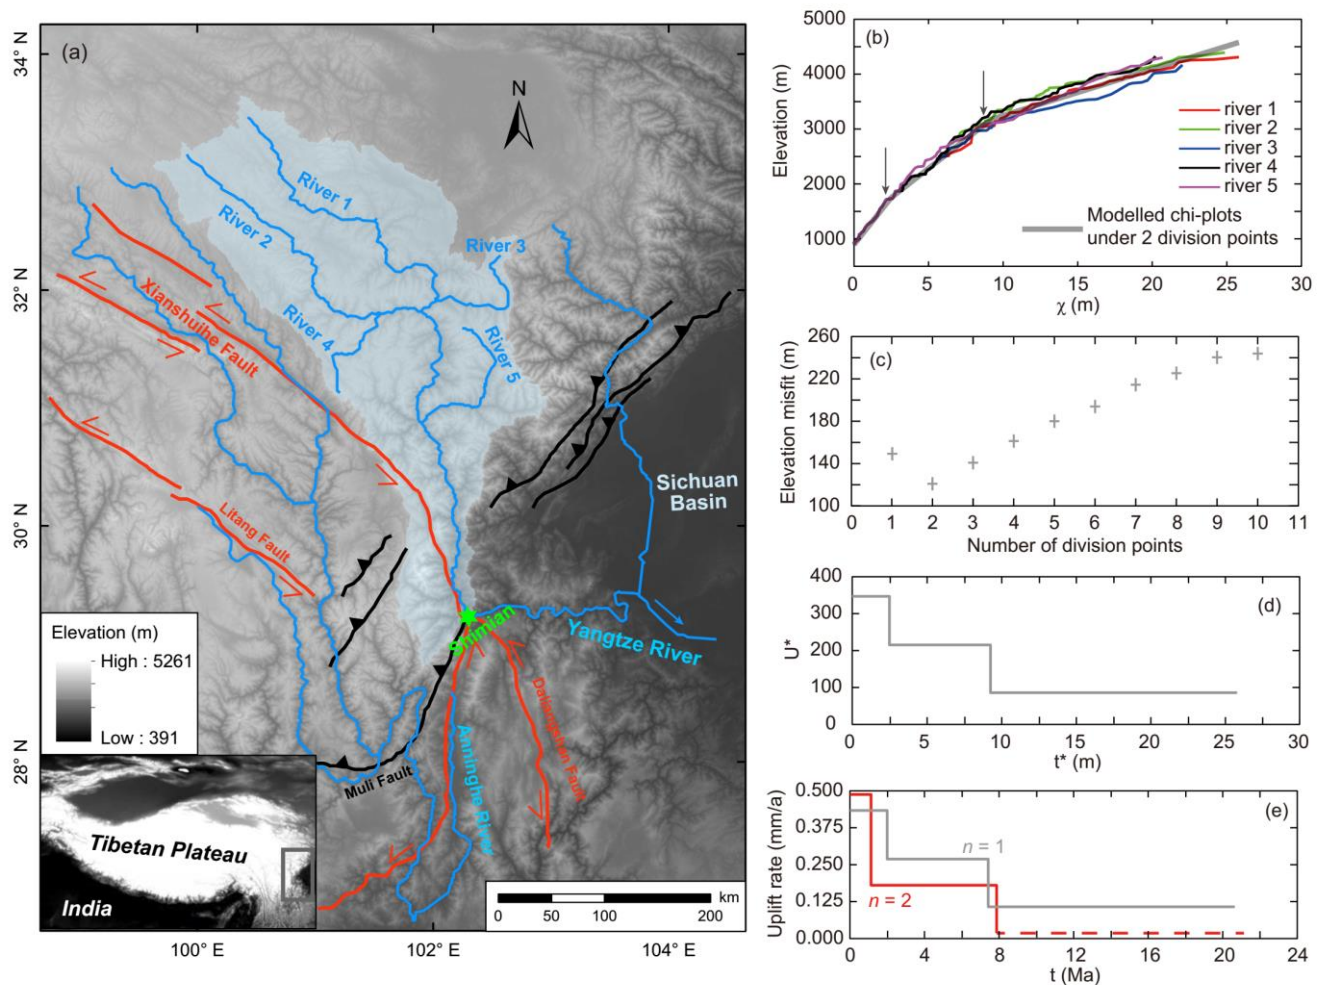 (a)
34° N
32° N
30° N
28° N
100° E
102° E
104° E
N
River 1
River 2
River 3
River 4
River 5
Xianshuihe Fault
Litang Fault
Sichuan
Basin
Shimian
Yangtze River
Daliangshan Fault
Anninghe River
Muli Fault
Elevation (m)
High : 5261
Low : 391
Tibetan Plateau
India
km
0 50 100 200
(b)
Elevation (m)
5000
4000
3000
2000
1000
0 5 10 15 20 25 30
χ (m)
river 1
river 2
river 3
river 4
river 5
Modelled chi-plots
under 2 division points
(c)
Elevation misfit (m)
260
220
180
140
100
0 1 2 3 4 5 6 7 8 9 10 11
Number of division points
(d)
U*
400
300
200
100
0
0 5 10 15 20 25 30
t* (m)
(e)
Uplift rate (mm/a)
0.500
0.375
0.250
0.125
0.000
n = 1
n = 2
0 4 8 12 16 20 24
t (Ma)